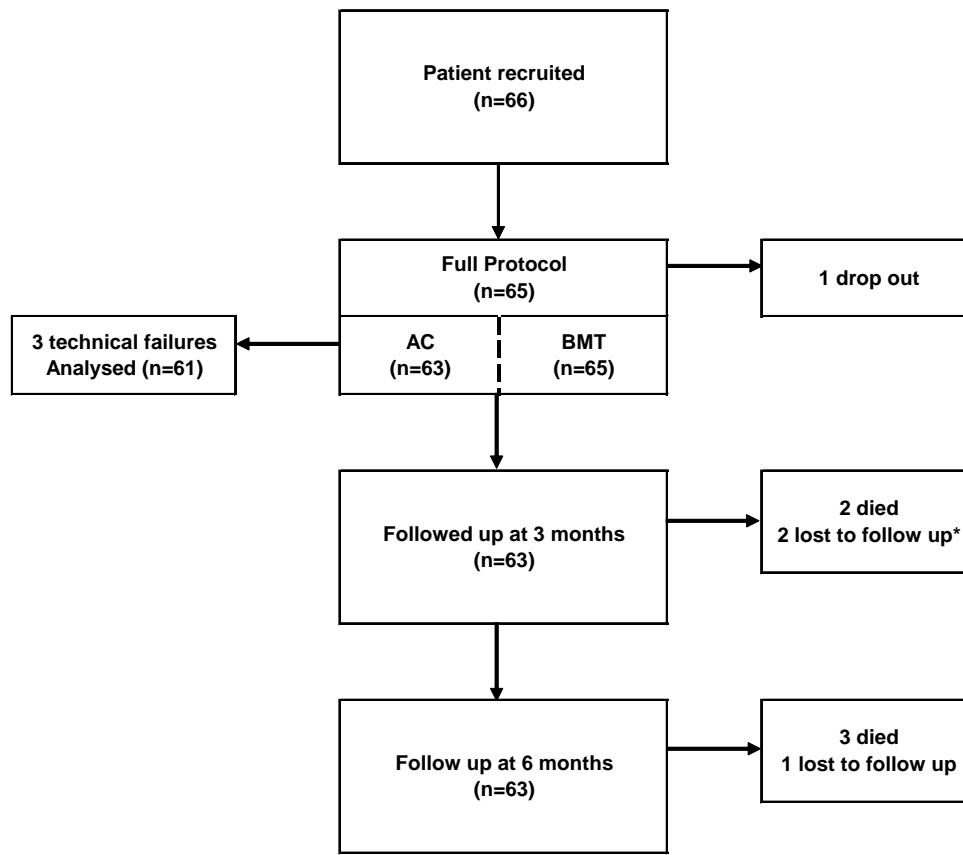 Patient recruited
(n=66)
Full Protocol
(n=65)
1 drop out
3 technical failures
Analysed (n=61)
AC
(n=63)
BMT
(n=65)
Followed up at 3 months
(n=63)
2 died
2 lost to follow up*
Follow up at 6 months
(n=63)
3 died
1 lost to follow up